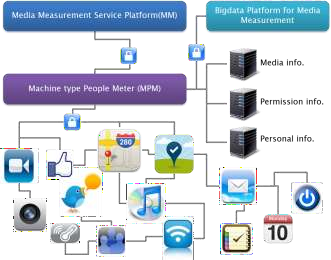 Media Measurement Service Platform(MM)
Bigdata Platform for Media
Measurement
Machine type People Meter (MPM)
Media info.
Permission info.
Personal info.
280
Monday
10